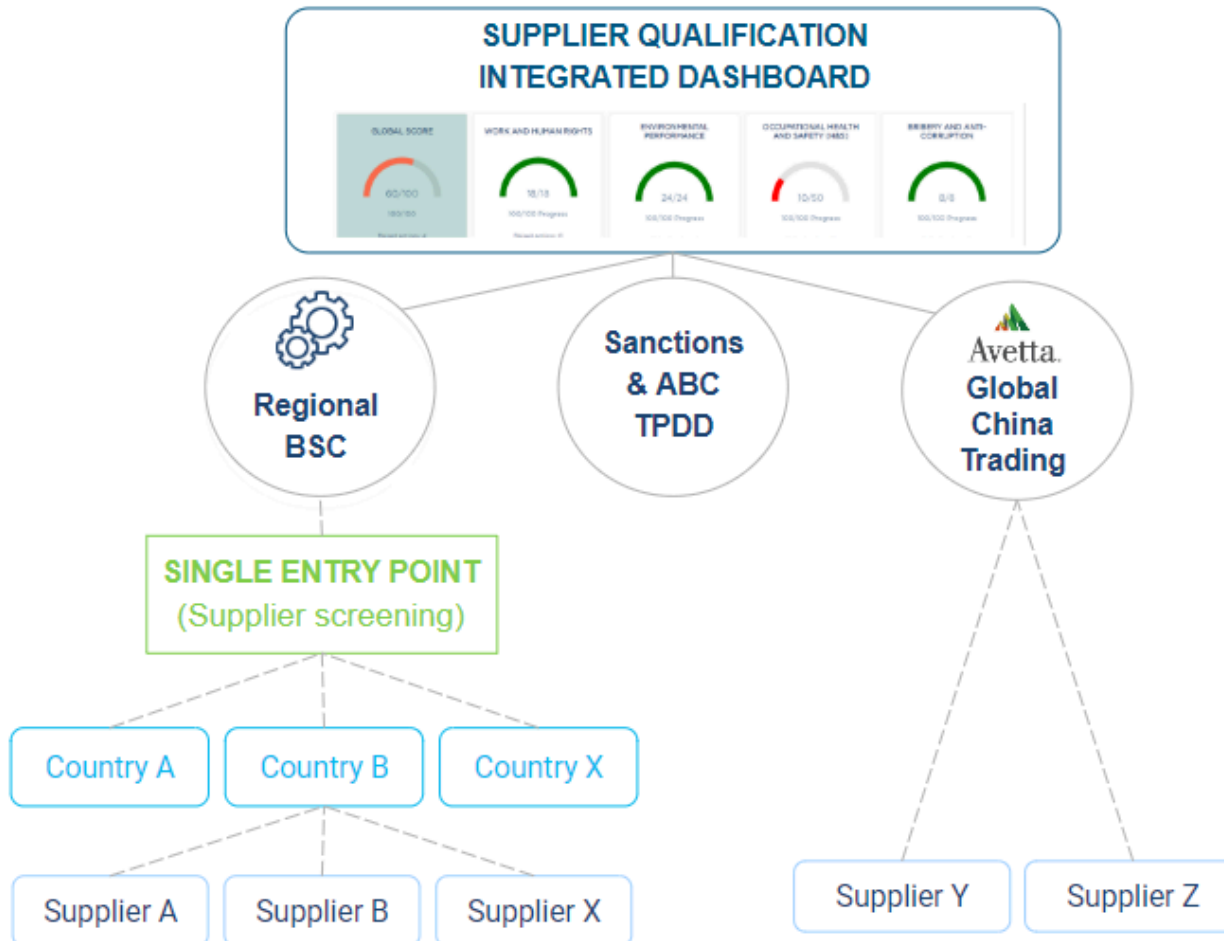 SUPPLIER QUALIFICATION
INTEGRATED DASHBOARD
GLOBAL SCORE
WORK AND HUMAN RIGHTS
ENVIRONMENTAL
PERFORMANCE
OCCUPATIONAL HEALTH
AND SAFETY (H&S)
BRIBERY AND ANTI-
CORRUPTION
60/100
18/18
24/24
10/50
8/8
100/100
100/100 Progress
100/100 Progress
100/100 Progress
100/100 Progress
Regional
BSC
Sanctions
& ABC
TPDD
Avetta.
Global
China
Trading
SINGLE ENTRY POINT
(Supplier screening)
Country A
Country B
Country X
Supplier A
Supplier B
Supplier X
Supplier Y
Supplier Z